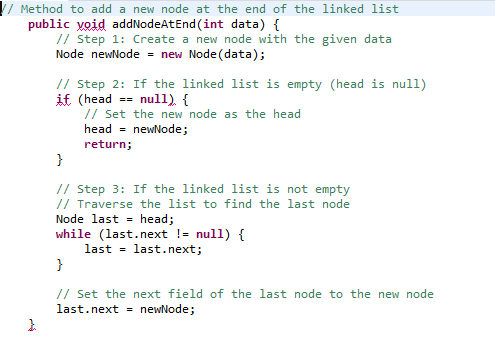 // Method to add a new node at the end of the linked list
public void addNodeAtEnd(int data) {
// Step 1: Create a new node with the given data
Node newNode = new Node(data);
// Step 2: If the linked list is empty (head is null)
if (head == null) {
// Set the new node as the head
head = newNode;
return;
}
// Step 3: If the linked list is not empty
// Traverse the list to find the last node
Node last = head;
while (last.next != null) {
last = last.next;
}
// Set the next field of the last node to the new node
last.next = newNode;
}